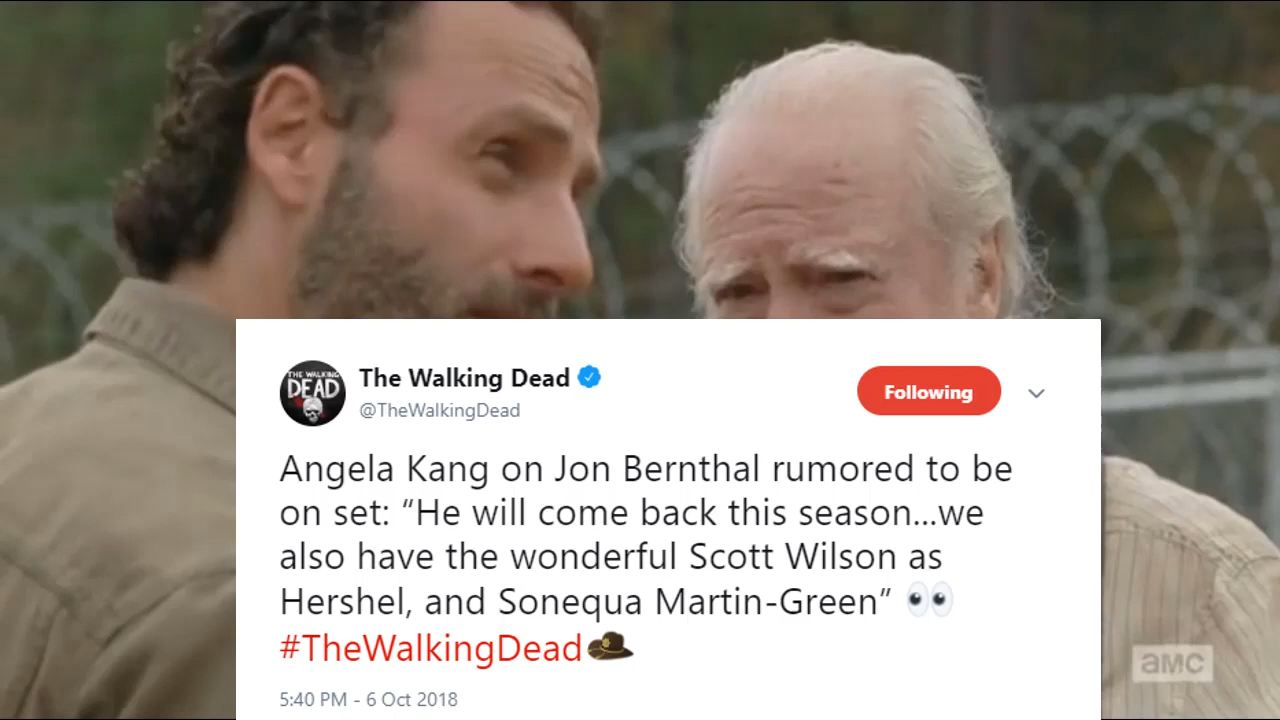 THE WALKING
DEAD
The Walking Dead
@TheWalkingDead
Following
Angela Kang on Jon Bernthal rumored to be
on set: “He will come back this season...we
also have the wonderful Scott Wilson as
Hershel, and Sonequa Martin-Green” 👀
#TheWalkingDead
5:40 PM - 6 Oct 2018
amc